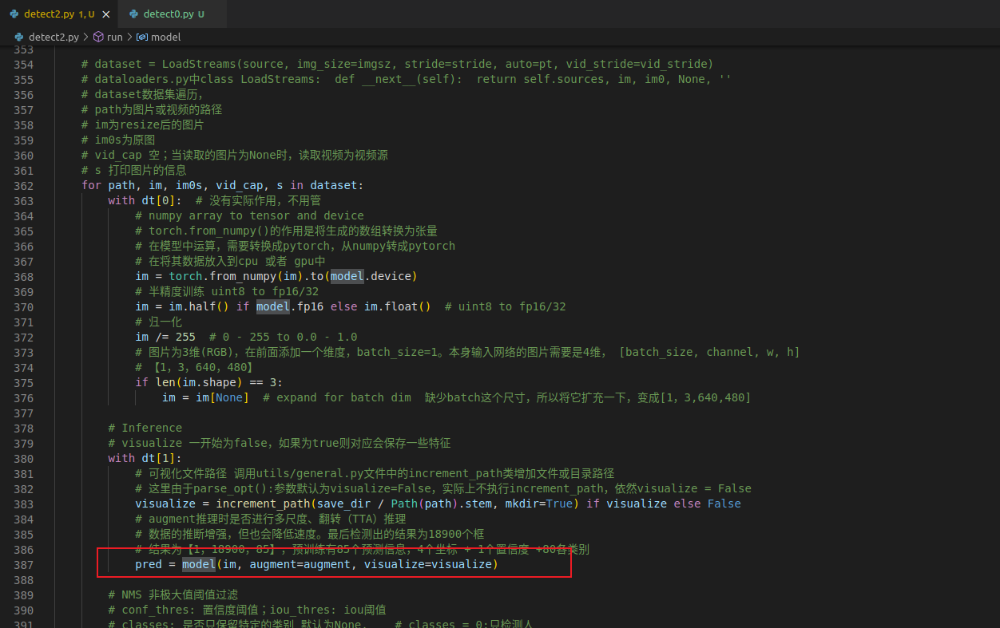 detect2.py 1, U
detect0.py U
detect2.py > run > model
353
354 # dataset = LoadStreams(source, img_size=imgsz, stride=stride, auto=pt, vid_stride=vid_stride)
355 # dataloaders.py中class LoadStreams:  def __next__(self):  return self.sources, im, im0, None, ''
356 # dataset数据集遍历，
357 # path为图片或视频的路径
358 # im为resize后的图片
359 # im0s为原图
360 # vid_cap 空；当读取的图片为None时，读取视频为视频源
361 # s 打印图片的信息
362 for path, im, im0s, vid_cap, s in dataset:
363 with dt[0]:  # 没有实际作用，不用管
364 # numpy array to tensor and device
365 # torch.from_numpy()的作用是将生成的数组转换为张量
366 # 在模型中运算，需要转换成pytorch，从numpy转成pytorch
367 # 在将其数据放入到cpu 或者 gpu中
368 im = torch.from_numpy(im).to(model.device)
369 # 半精度训练 uint8 to fp16/32
370 im = im.half() if model.fp16 else im.float()  # uint8 to fp16/32
371 # 归一化
372 im /= 255  # 0 - 255 to 0.0 - 1.0
373 # 图片为3维(RGB)，在前面添加一个维度，batch_size=1。本身输入网络的图片需要是4维， [batch_size, channel, w, h]
374 # 【1，3，640，480】
375 if len(im.shape) == 3:
376 im = im[None]  # expand for batch dim  缺少batch这个尺寸，所以将它扩充一下，变成[1，3,640,480]
377
378 # Inference
379 # visualize 一开始为false，如果为true则对应会保存一些特征
380 with dt[1]:
381 # 可视化文件路径 调用utils/general.py文件中的increment_path类增加文件或目录路径
382 # 这里由于parse_opt():参数默认为visualize=False，实际上不执行increment_path，依然visualize = False
383 visualize = increment_path(save_dir / Path(path).stem, mkdir=True) if visualize else False
384 # augment推理时是否进行多尺度、翻转（TTA）推理
385 # 数据的推断增强，但也会降低速度。最后检测出的结果为18900个框
386 # 结果为【1，18900，85】，预训练有85个预测信息，4个坐标 + 1个置信度 +80各类别
387 pred = model(im, augment=augment, visualize=visualize)
388
389 # NMS 非极大值阈值过滤
390 # conf_thres: 置信度阈值；iou_thres: iou阈值
391 # classes: 是否只保留特定的类别 默认为None.    # classes = 0:只检测人